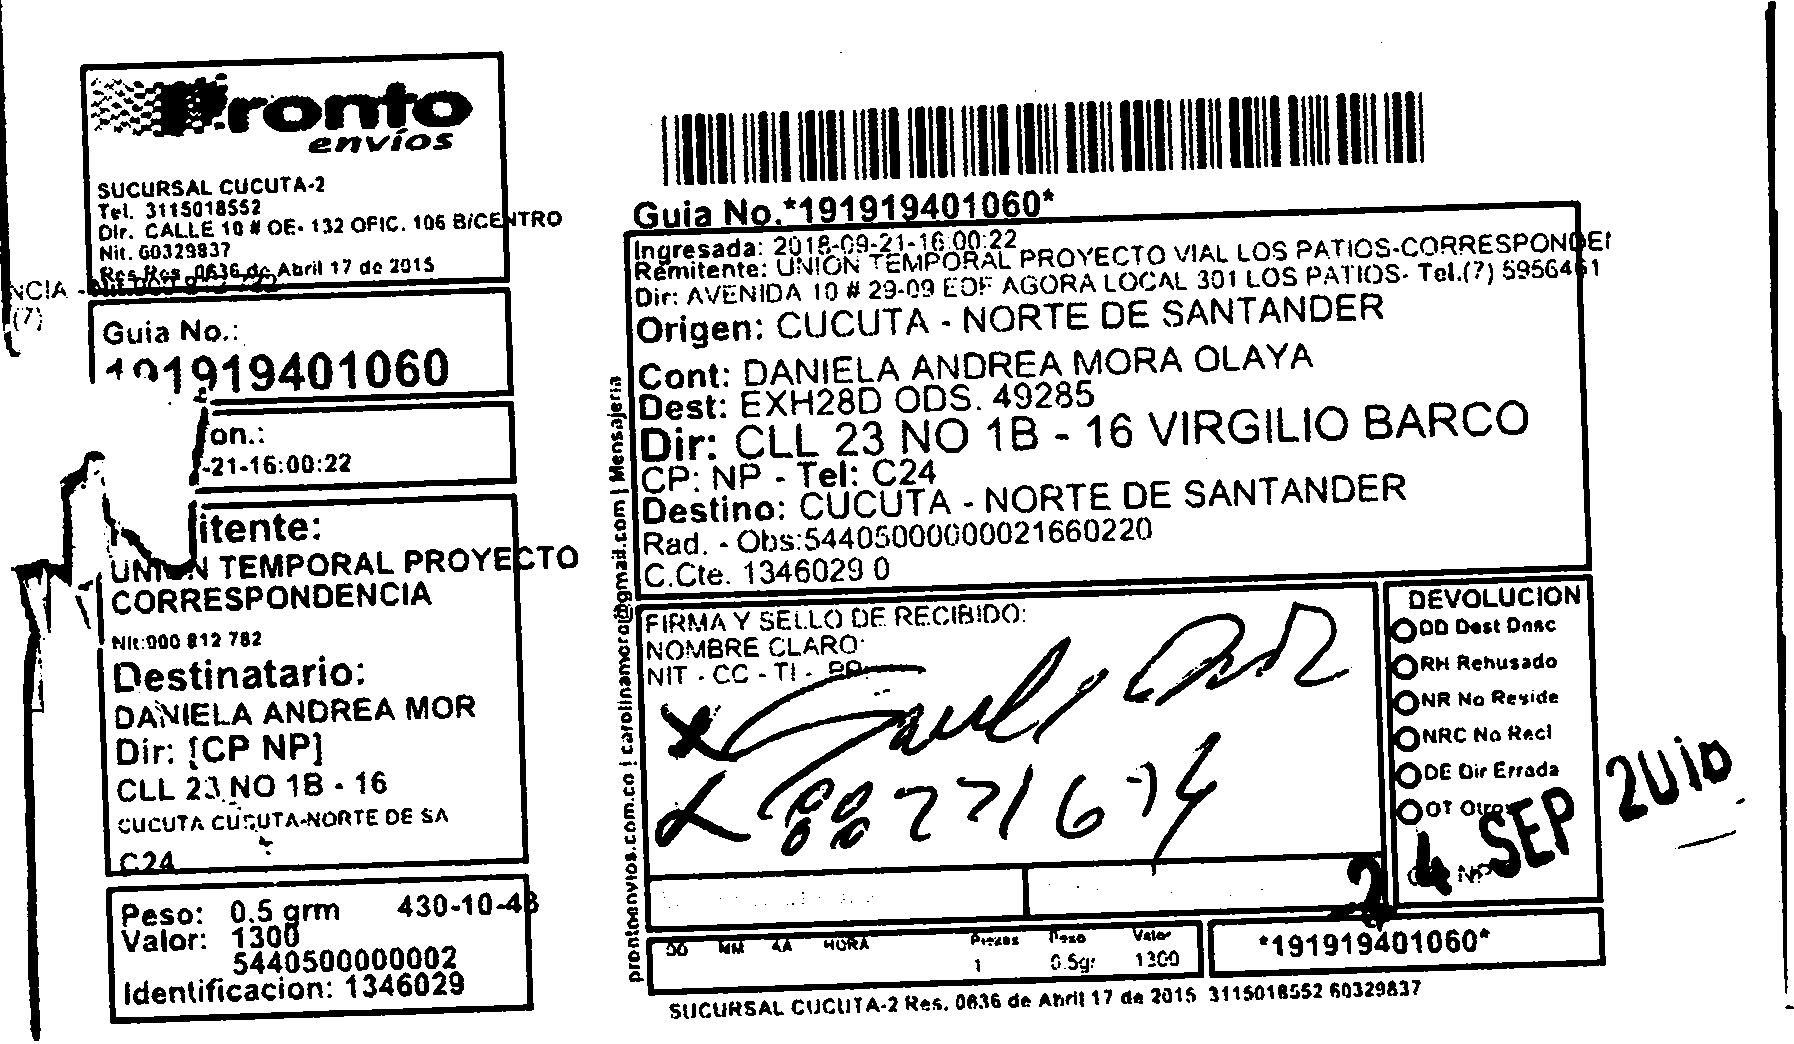 Pronto
envíos
SUCURSAL CUCUTA-2
Tel. 3115018552
Dir. CALLE 10 # OE- 132 OFIC. 106 B/CENTRO
Nit. 60329837
Res Res 0636 de Abril 17 de 2015
NCIA -
(7)
Guia No.:
191919401060
on.:
-21-16:00:22
itente:
UNION TEMPORAL PROYECTO
CORRESPONDENCIA
Nit:900 812 782
Destinatario:
DANIELA ANDREA MOR
Dir: [CP NP]
CLL 23 NO 1B - 16
CUCUTA CUCUTA-NORTE DE SA
C24
Peso: 0.5 grm 430-10-43
Valor: 1300
5440500000002
Identificacion: 1346029
prontoenvios.com.co | carolinamora@gmail.com | Mensajeria
Guia No.*191919401060*
Ingresada: 2018-09-21-16:00:22
Remitente: UNION TEMPORAL PROYECTO VIAL LOS PATIOS-CORRESPONDE
Dir: AVENIDA 10 # 29-09 EDF AGORA LOCAL 301 LOS PATIOS- Tel.(7) 5956461
Origen: CUCUTA - NORTE DE SANTANDER
Cont: DANIELA ANDREA MORA OLAYA
Dest: EXH28D ODS. 49285
Dir: CLL 23 NO 1B - 16 VIRGILIO BARCO
CP: NP - Tel: C24
Destino: CUCUTA - NORTE DE SANTANDER
Rad. - Obs:54405000000021660220
C.Cte. 1346029 0
FIRMA Y SELLO DE RECIBIDO:
NOMBRE CLARO:
NIT - CC - TI -
DEVOLUCION
DD Dest Desc
RH Rehusado
NR No Reside
NRC No Recl
DE Dir Errada
OT Otros
NP
24 SEP
DD MM AA HORA Piezas Peso Valor
1 0.5gr 1300
*191919401060*
SUCURSAL CUCUTA-2 Res. 0636 de Abril 17 de 2015 3115018552 60329837